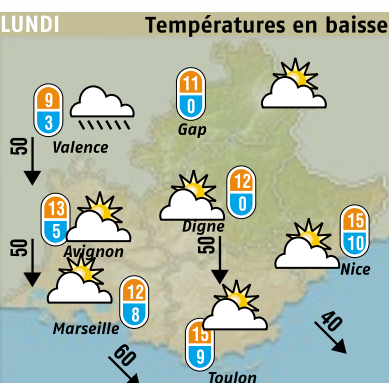 LUNDI Températures en baisse
9
3
Valence
11
0
Gap
50
12
0
Digne
13
5
Avignon
50
50
15
10
Nice
12
8
Marseille
15
9
Toulon
40
60